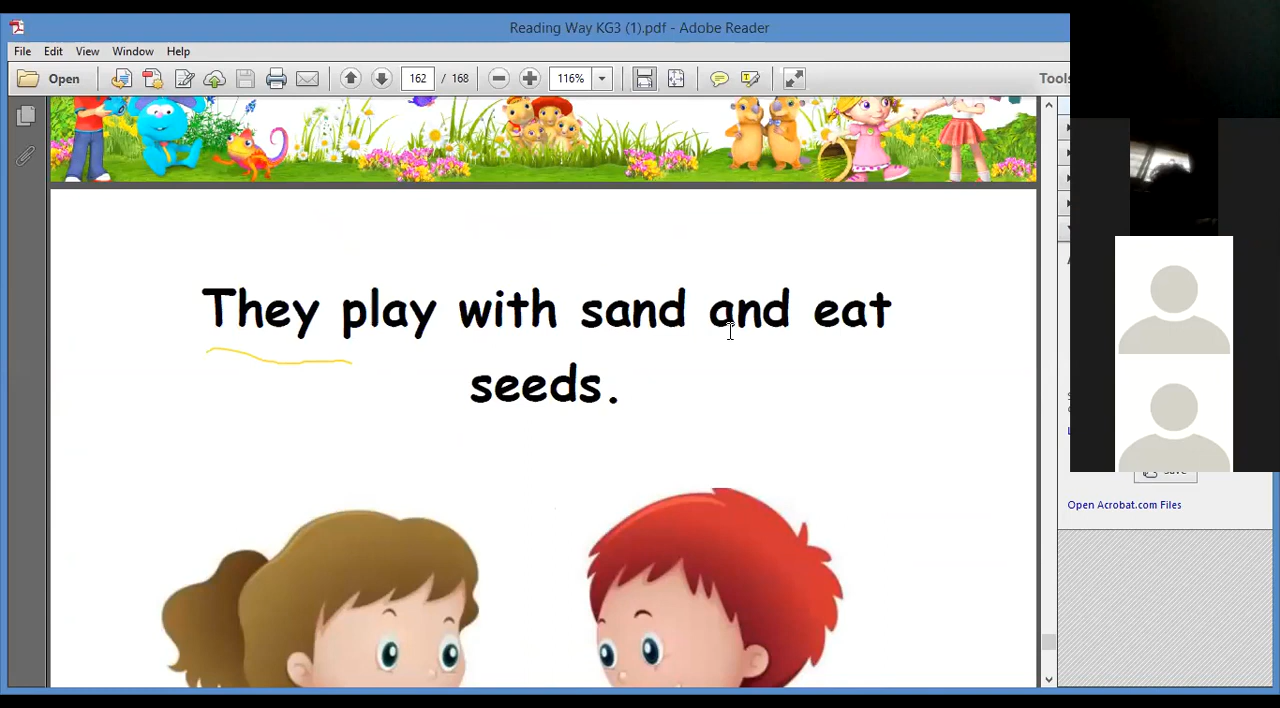 Reading Way KG3 (1).pdf - Adobe Reader
File Edit View Window Help
Open 162 / 168 116% Tools
They play with sand and eat
seeds.
Open Acrobat.com Files